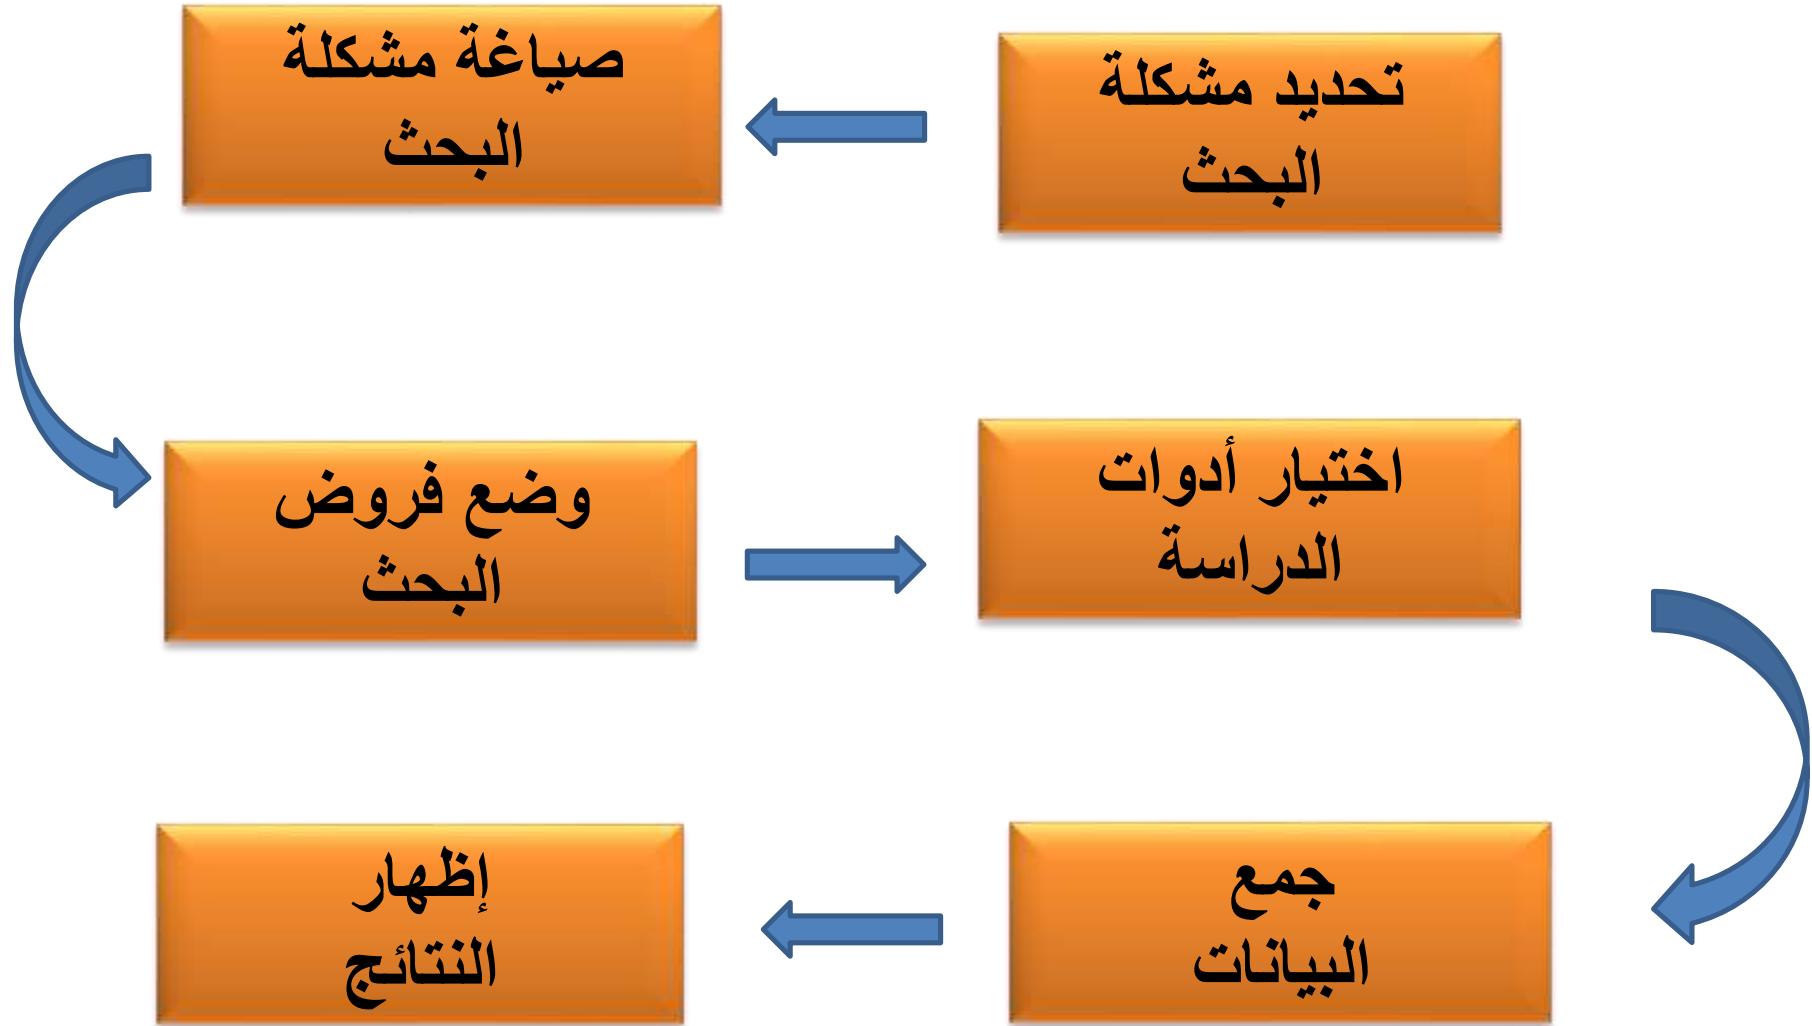 تحديد مشكلة
البحث
صياغة مشكلة
البحث
وضع فروض
البحث
اختيار أدوات
الدراسة
جمع
البيانات
إظهار
النتائج